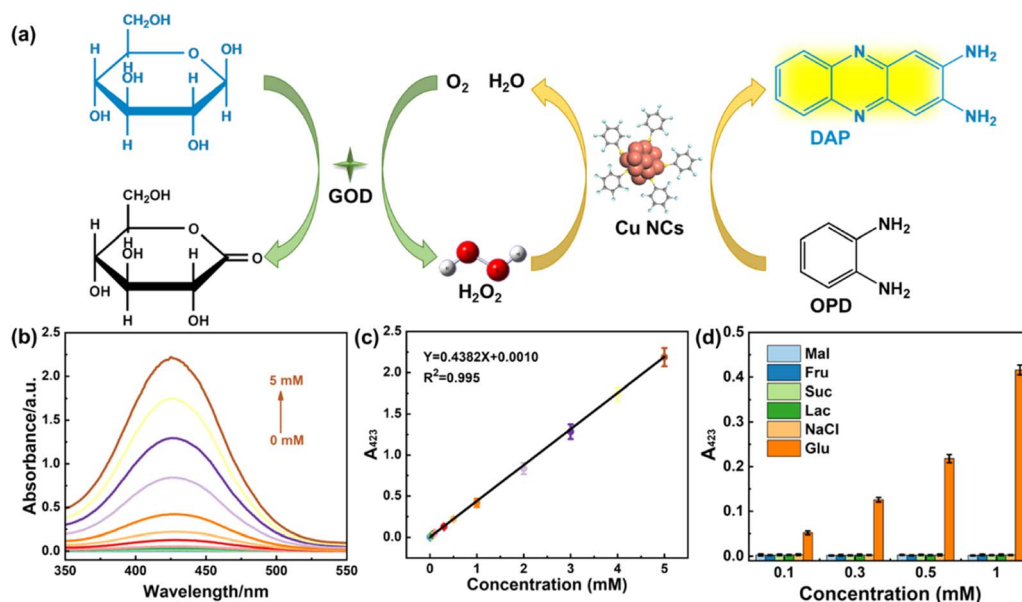 (a)
CH₂OH
H
O
OH
H
OH
H
OH
H
H
OH
O₂
H₂O
NH₂
N
N
NH₂
DAP
GOD
Cu NCs
CH₂OH
H
O
H
OH
H
O
OH
H
OH
H₂O₂
NH₂
NH₂
OPD
(b)
2.5
2.0
1.5
1.0
0.5
0.0
Absorbance/a.u.
5 mM
0 mM
350
400
450
500
550
Wavelength/nm
(c)
2.5
2.0
1.5
1.0
0.5
0.0
A₄₂₃
Y=0.4382X+0.0010
R²=0.995
0
1
2
3
4
5
Concentration (mM)
(d)
0.5
0.4
0.3
0.2
0.1
0.0
A₄₂₃
Mal
Fru
Suc
Lac
NaCl
Glu
0.1
0.3
0.5
1
Concentration (mM)